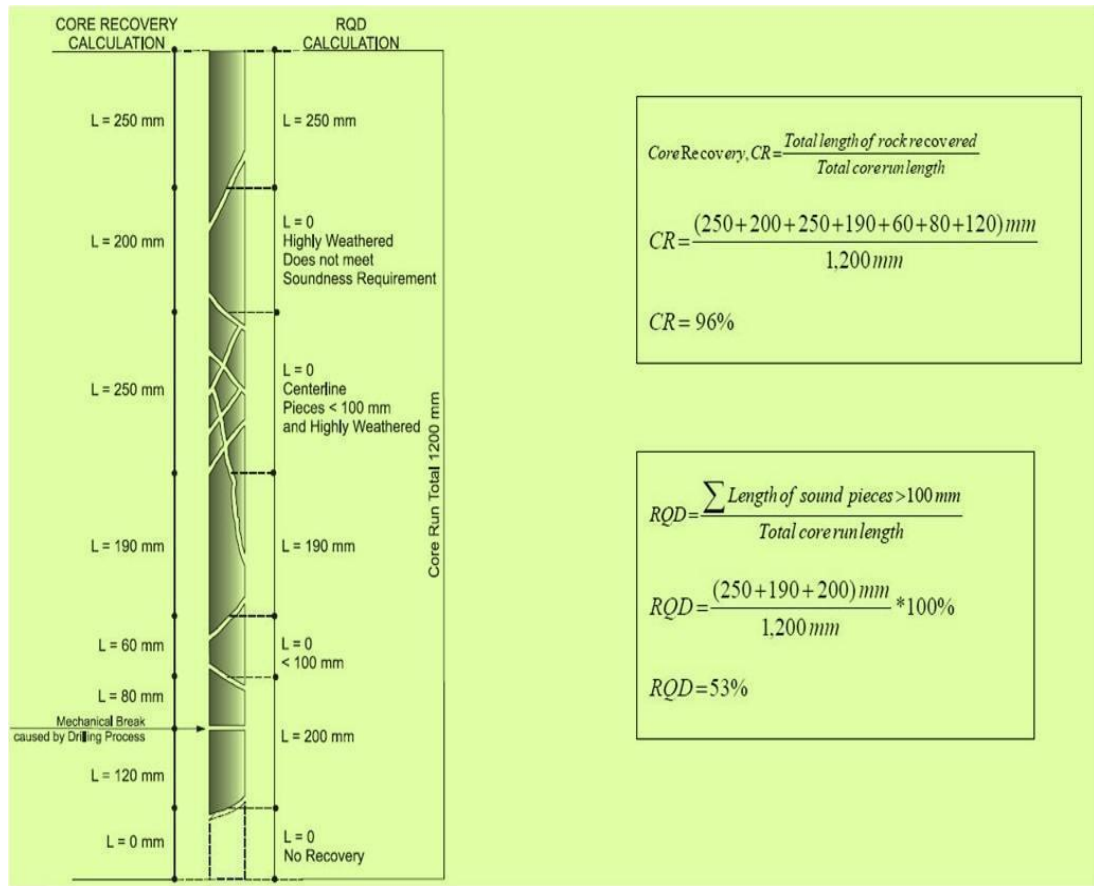 CORE RECOVERY
CALCULATION
RQD
CALCULATION
L = 250 mm
L = 200 mm
L = 250 mm
L = 190 mm
L = 60 mm
L = 80 mm
Mechanical Break
caused by Drilling Process
L = 120 mm
L = 0 mm
L = 250 mm
L = 0
Highly Weathered
Does not meet
Soundness Requirement
L = 0
Centerline
Pieces < 100 mm
and Highly Weathered
L = 190 mm
L = 0
< 100 mm
L = 200 mm
L = 0
No Recovery
Core Run Total 1200 mm
Core Recovery, CR = Total length of rock recovered / Total core run length
CR = (250+200+250+190+60+80+120) mm / 1,200 mm
CR = 96%
RQD = ∑ Length of sound pieces >100 mm / Total core run length
RQD = (250+190+200) mm / 1,200 mm *100%
RQD = 53%